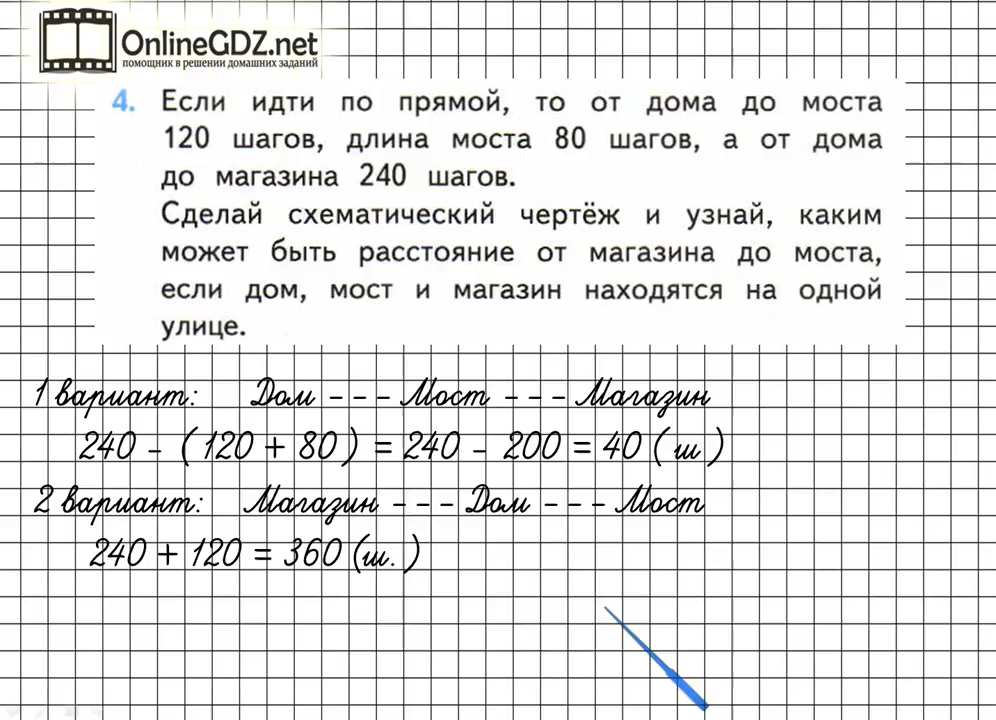 OnlineGDZ.net
помощник в решении домашних заданий
4. Если идти по прямой, то от дома до моста
120 шагов, длина моста 80 шагов, а от дома
до магазина 240 шагов.
Сделай схематический чертёж и узнай, каким
может быть расстояние от магазина до моста,
если дом, мост и магазин находятся на одной
улице.
1 вариант: Дом - - - Мост - - - Магазин
240 - ( 120 + 80 ) = 240 - 200 = 40 ( ш )
2 вариант: Магазин - - - Дом - - - Мост
240 + 120 = 360 (ш. )